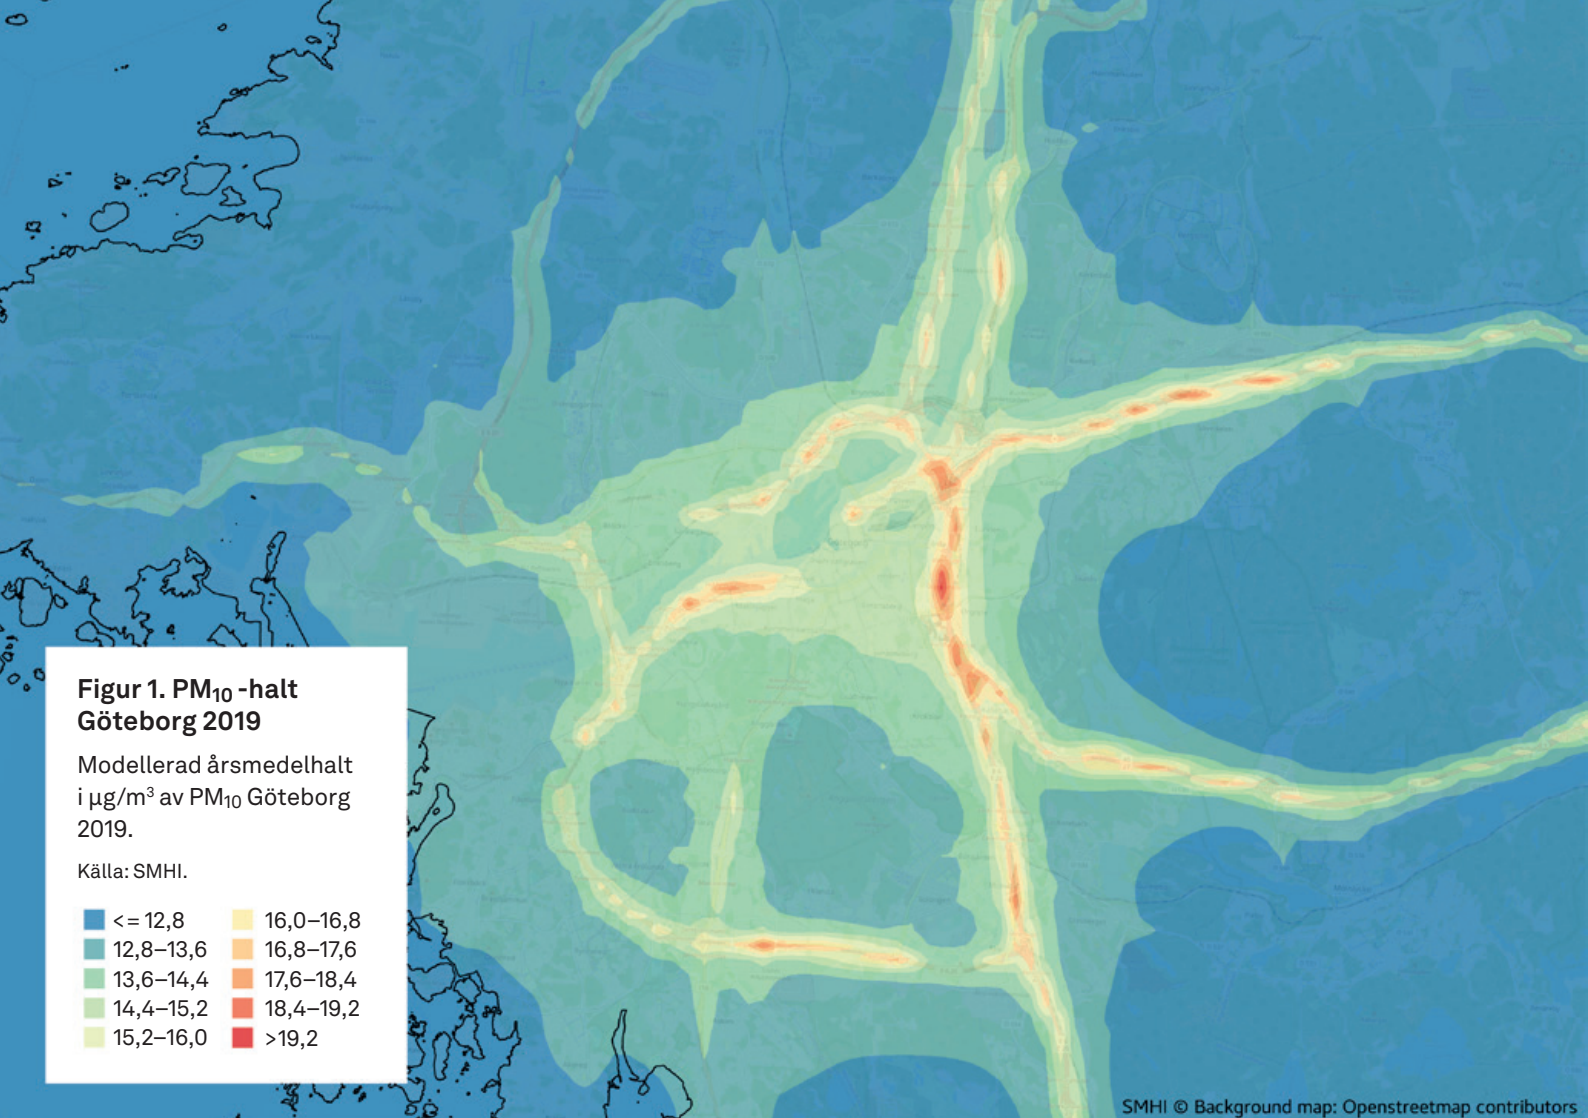 Figur 1. PM₁₀ -halt
Göteborg 2019
Modellerad årsmedelhalt
i µg/m³ av PM₁₀ Göteborg
2019.
Källa: SMHI.
<= 12,8
12,8–13,6
13,6–14,4
14,4–15,2
15,2–16,0
16,0–16,8
16,8–17,6
17,6–18,4
18,4–19,2
>19,2
SMHI © Background map: Openstreetmap contributors